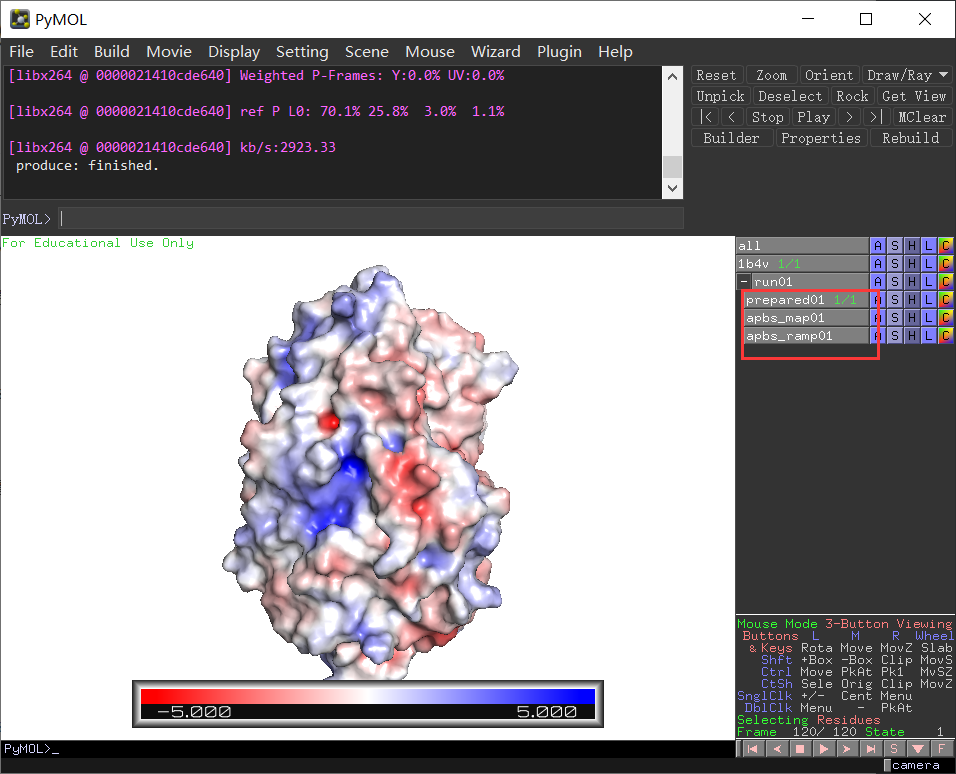 PyMOL
File Edit Build Movie Display Setting Scene Mouse Wizard Plugin Help
[libx264 @ 0000021410cde640] Weighted P-Frames: Y:0.0% UV:0.0%
[libx264 @ 0000021410cde640] ref P L0: 70.1% 25.8%  3.0%  1.1%
[libx264 @ 0000021410cde640] kb/s:2923.33
produce: finished.
PyMOL>
Reset Zoom Orient Draw/Ray
Unpick Deselect Rock Get View
|< < Stop Play > >| MClear
Builder Properties Rebuild
For Educational Use Only
all A S H L C
1b4v 1/1 A S H L C
- run01 A S H L C
prepared01 1/1 A S H L C
apbs_map01 A S H L C
apbs_ramp01 A S H L C
-5.000 5.000
Mouse Mode 3-Button Viewing
Buttons L M R Wheel
& Keys Rota Move MovZ Slab
Shft +Box -Box Clip MovS
Ctrl Move PkAt Pk1 MvSZ
CtSh Sele Orig Clip MovZ
SnglClk +/- Cent Menu
DblClk Menu - PkAt
Selecting Residues
Frame 120/ 120 State 1
PyMOL>_
S F
camera